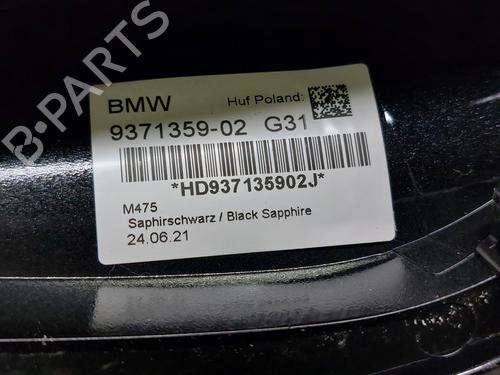 B-PARTS
BMW Huf Poland:
9371359-02 G31
*HD937135902J*
M475
Saphirschwarz / Black Sapphire
24.06.21